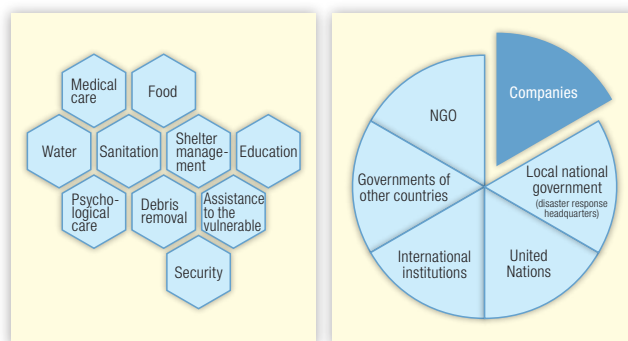 Medical
care
Food
Water
Sanitation
Shelter
manage-
ment
Education
Psycho-
logical
care
Debris
removal
Assistance
to the
vulnerable
Security
Companies
NGO
Local national
government
(disaster response
headquarters)
Governments of
other countries
International
institutions
United
Nations